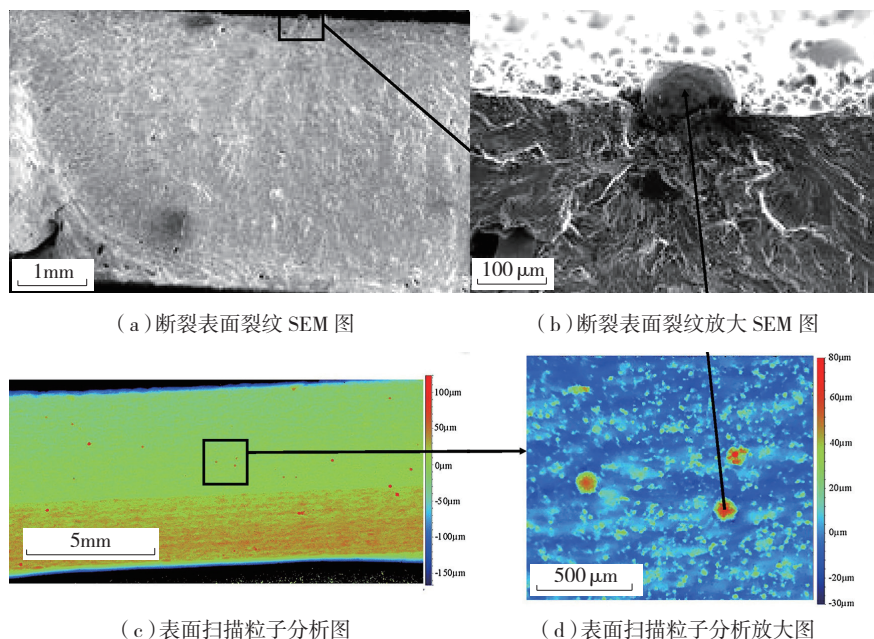 1mm
100 μm
(a)断裂表面裂纹 SEM 图
(b)断裂表面裂纹放大 SEM 图
100μm
50μm
0μm
-50μm
-100μm
-150μm
5mm
80μm
60μm
40μm
20μm
0μm
-20μm
-30μm
500 μm
(c)表面扫描粒子分析图
(d)表面扫描粒子分析放大图